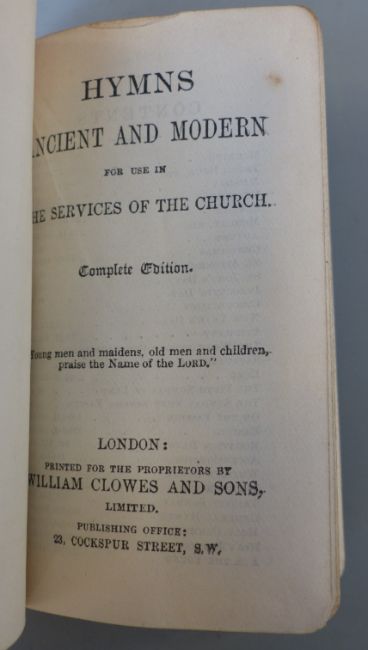 HYMNS
ANCIENT AND MODERN
FOR USE IN
THE SERVICES OF THE CHURCH.
Complete Edition.
Young men and maidens, old men and children,
praise the Name of the LORD."
LONDON:
PRINTED FOR THE PROPRIETORS BY
WILLIAM CLOWES AND SONS,
LIMITED.
PUBLISHING OFFICE:
23, COCKSPUR STREET, S.W.